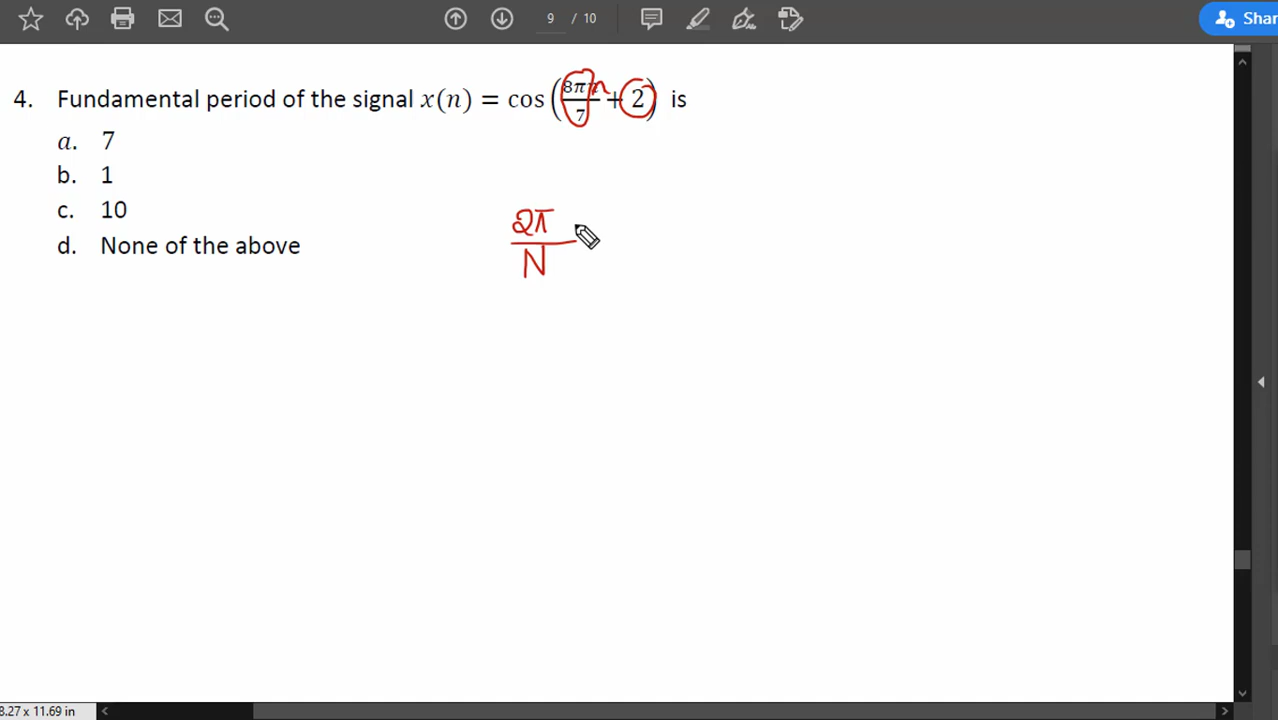 9 / 10
Shar
4. Fundamental period of the signal x(n) = cos(8πn/7 + 2) is
n
a. 7
b. 1
c. 10
d. None of the above
2π
N
8.27 x 11.69 in